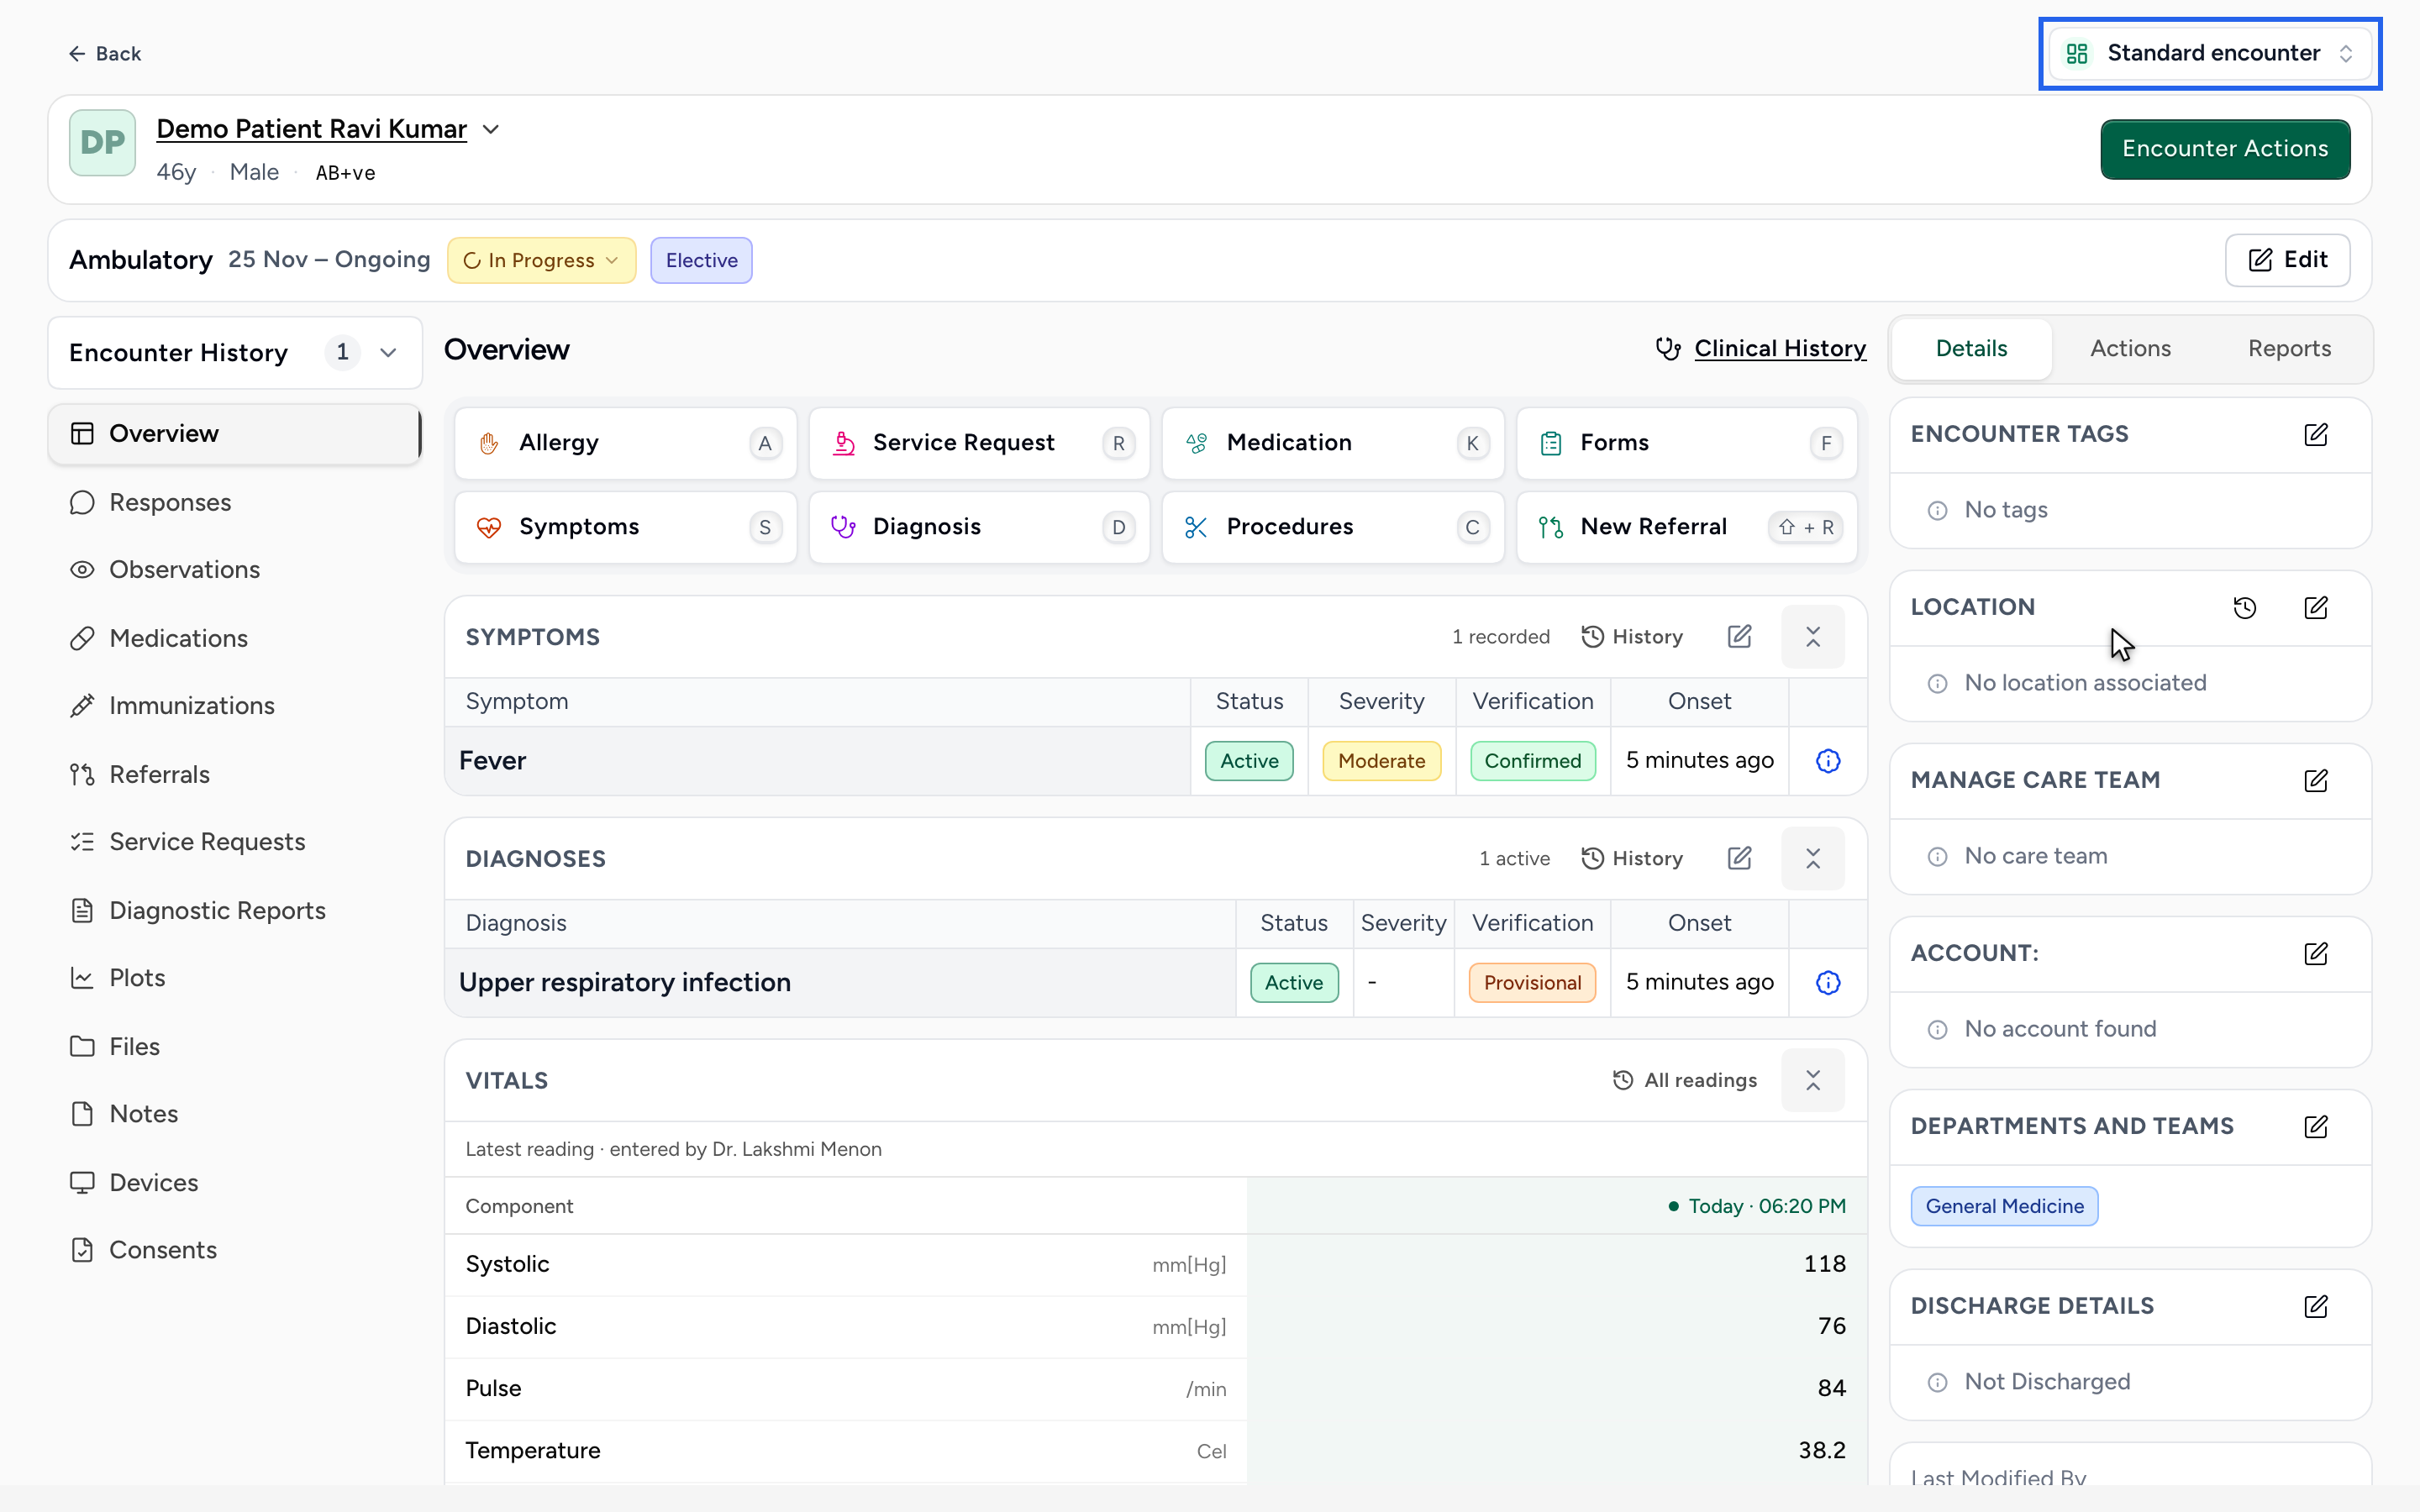 Back
Standard encounter
DP
Demo Patient Ravi Kumar
46y · Male · AB+ve
Encounter Actions
Ambulatory 25 Nov – Ongoing In Progress Elective
Edit
Encounter History 1
Overview
Responses
Observations
Medications
Immunizations
Referrals
Service Requests
Diagnostic Reports
Plots
Files
Notes
Devices
Consents
Overview
Clinical History
Allergy A
Service Request R
Medication K
Forms F
Symptoms S
Diagnosis D
Procedures C
New Referral ⇧ + R
SYMPTOMS 1 recorded History
Symptom Status Severity Verification Onset
Fever Active Moderate Confirmed 5 minutes ago
DIAGNOSES 1 active History
Diagnosis Status Severity Verification Onset
Upper respiratory infection Active - Provisional 5 minutes ago
VITALS All readings
Latest reading · entered by Dr. Lakshmi Menon
Component Today · 06:20 PM
Systolic mm[Hg] 118
Diastolic mm[Hg] 76
Pulse /min 84
Temperature Cel 38.2
Details Actions Reports
ENCOUNTER TAGS
No tags
LOCATION
No location associated
MANAGE CARE TEAM
No care team
ACCOUNT:
No account found
DEPARTMENTS AND TEAMS
General Medicine
DISCHARGE DETAILS
Not Discharged
Last Modified By